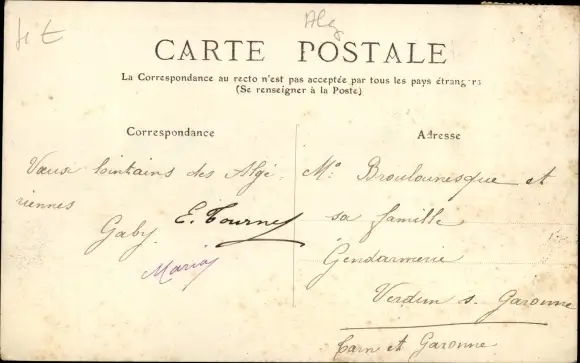 Alg
CARTE POSTALE
La Correspondance au recto n'est pas acceptée par tous les pays étrangers
(Se renseigner à la Poste)
Correspondance
Vœux lointains des Algé-
riennes
Gaby. E. Tourney
Maria
Adresse
Mr. Broulounesque et
sa famille
Gendarmerie
Verdun s. Garonne
Tarn et Garonne